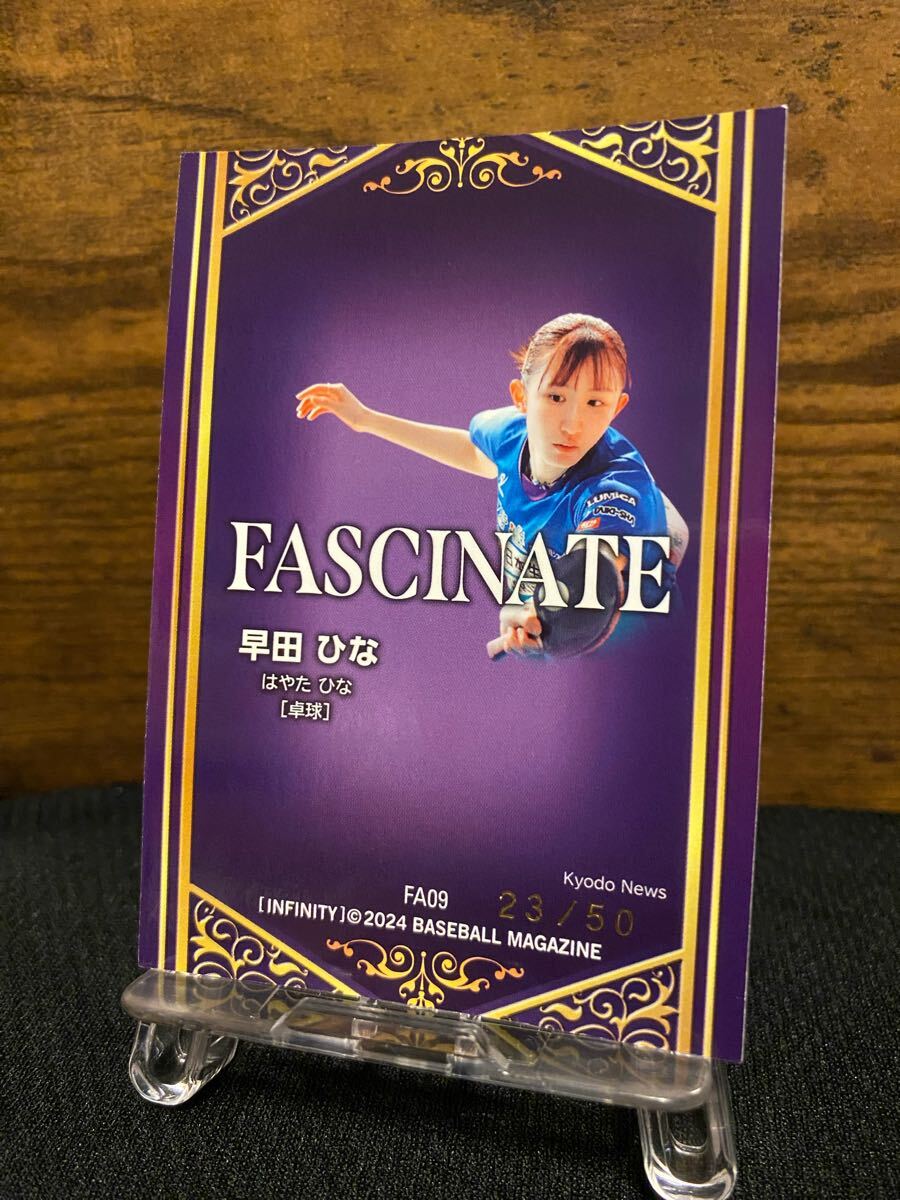 LUMICA
FASCINATE
早田 ひな
はやた ひな
[卓球]
Kyodo News
FA09
23/50
[INFINITY]©2024 BASEBALL MAGAZINE